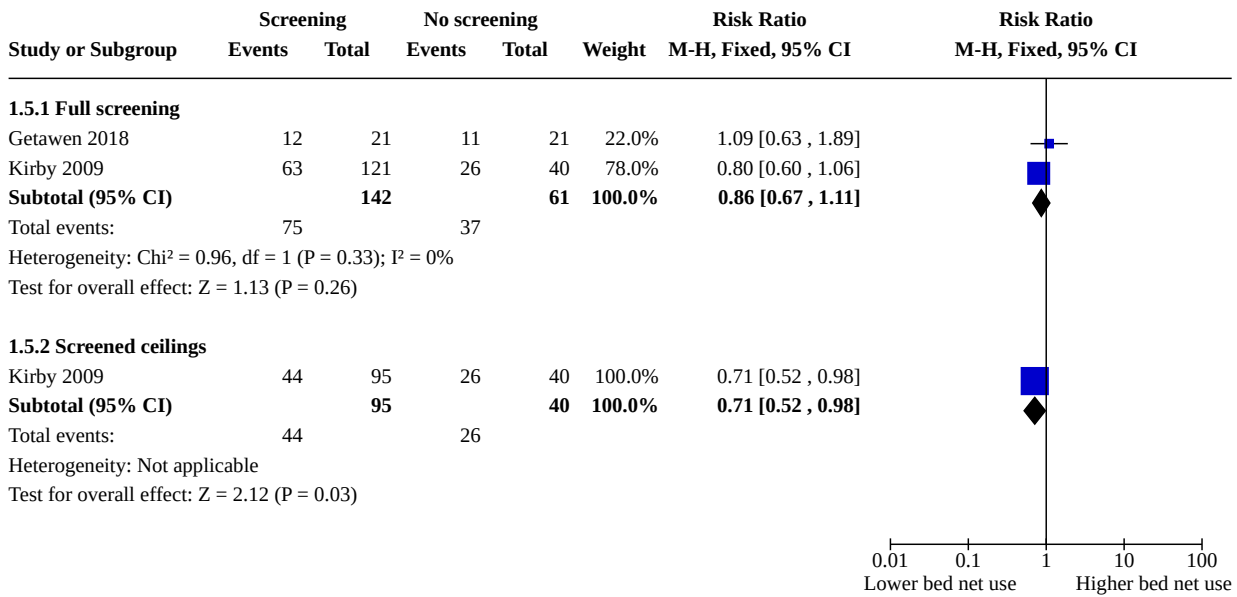 Screening No screening Risk Ratio Risk Ratio
Study or Subgroup Events Total Events Total Weight M-H, Fixed, 95% CI M-H, Fixed, 95% CI
1.5.1 Full screening
Getawen 2018 12 21 11 21 22.0% 1.09 [0.63 , 1.89]
Kirby 2009 63 121 26 40 78.0% 0.80 [0.60 , 1.06]
Subtotal (95% CI) 142 61 100.0% 0.86 [0.67 , 1.11]
Total events: 75 37
Heterogeneity: Chi² = 0.96, df = 1 (P = 0.33); I² = 0%
Test for overall effect: Z = 1.13 (P = 0.26)
1.5.2 Screened ceilings
Kirby 2009 44 95 26 40 100.0% 0.71 [0.52 , 0.98]
Subtotal (95% CI) 95 40 100.0% 0.71 [0.52 , 0.98]
Total events: 44 26
Heterogeneity: Not applicable
Test for overall effect: Z = 2.12 (P = 0.03)
0.01 0.1 1 10 100
Lower bed net use Higher bed net use